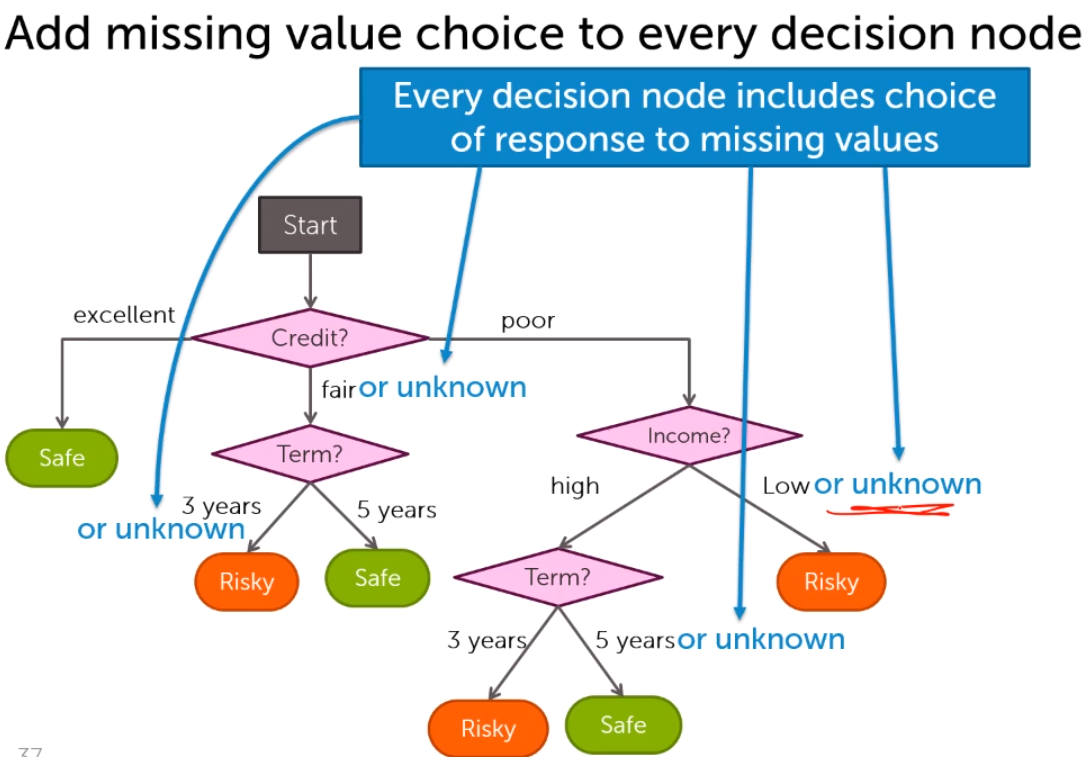 Add missing value choice to every decision node
Every decision node includes choice
of response to missing values
Start
excellent
Credit?
poor
fair or unknown
Safe
Term?
Income?
3 years
or unknown
5 years
high
Low or unknown
Risky
Safe
Term?
Risky
3 years
5 years or unknown
Risky
Safe
37